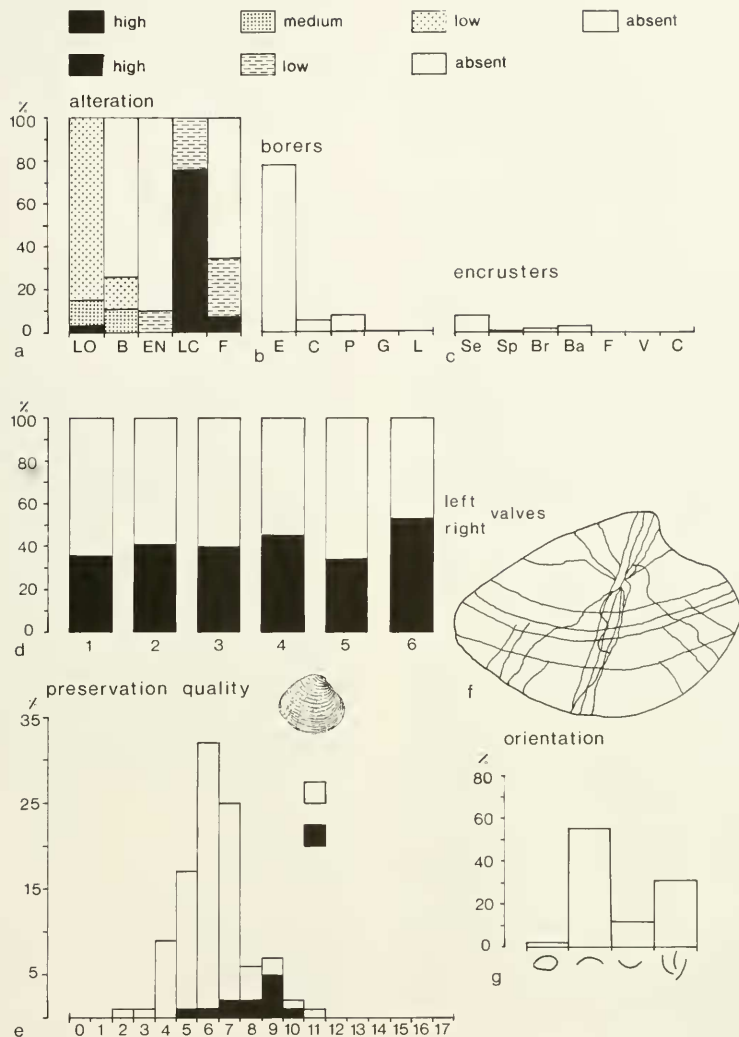 high medium low absent
high low absent
alteration
%
100
80
60
40
20
0
LO B EN LC F
a
borers
E C P G L
b
encrusters
Se Sp Br Ba F V C
c
%
100
80
60
40
20
0
1 2 3 4 5 6
d
left
right valves
f
preservation quality
%
35
25
15
5
0 1 2 3 4 5 6 7 8 9 10 11 12 13 14 15 16 17
e
orientation
%
80
60
40
20
0
g